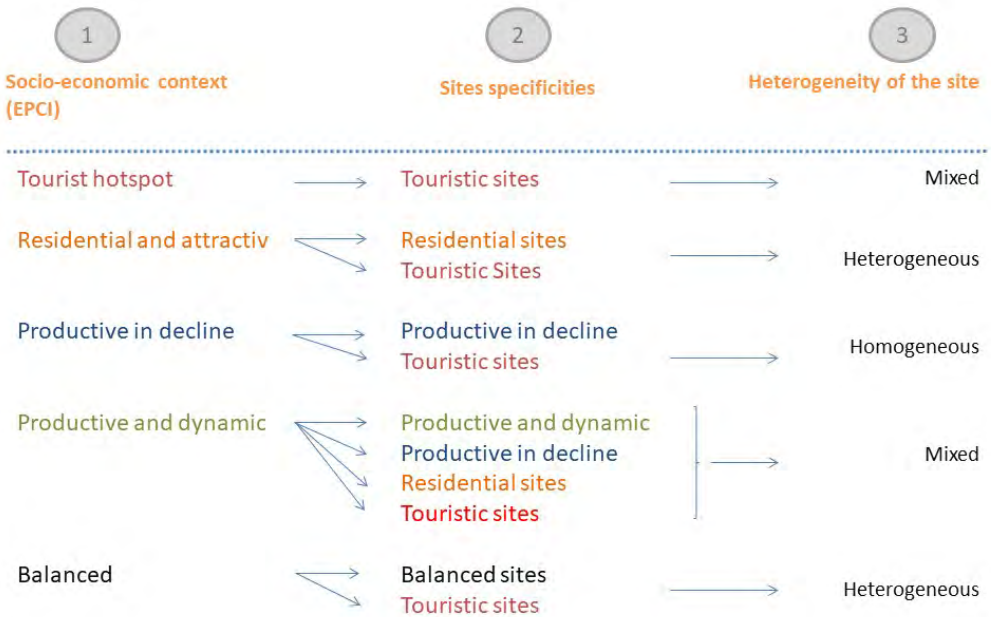 1
2
3
Socio-economic context
(EPCI)
Sites specificities
Heterogeneity of the site
Tourist hotspot
Touristic sites
Mixed
Residential and attractiv
Residential sites
Touristic Sites
Heterogeneous
Productive in decline
Productive in decline
Touristic sites
Homogeneous
Productive and dynamic
Productive and dynamic
Productive in decline
Residential sites
Touristic sites
Mixed
Balanced
Balanced sites
Touristic sites
Heterogeneous